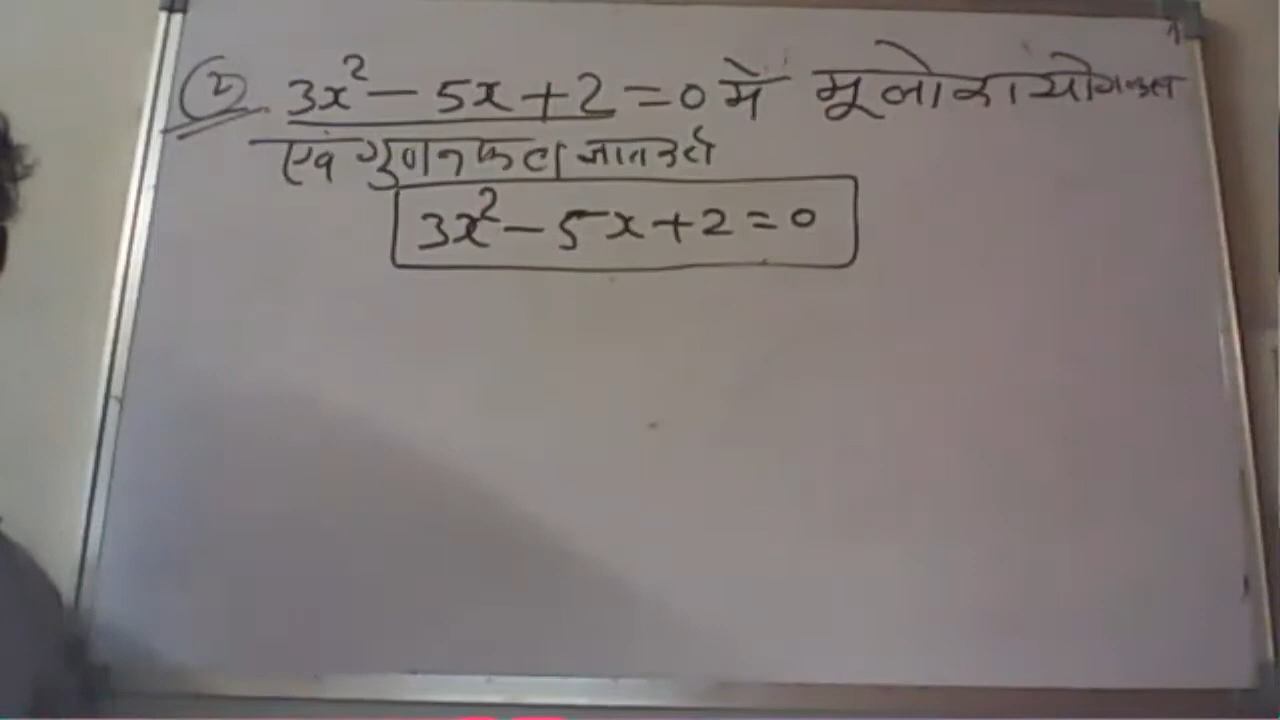 ② 3x² - 5x + 2 = 0 में मूलो का योगफल
एवं गुणनफल ज्ञात करो
3x² - 5x + 2 = 0